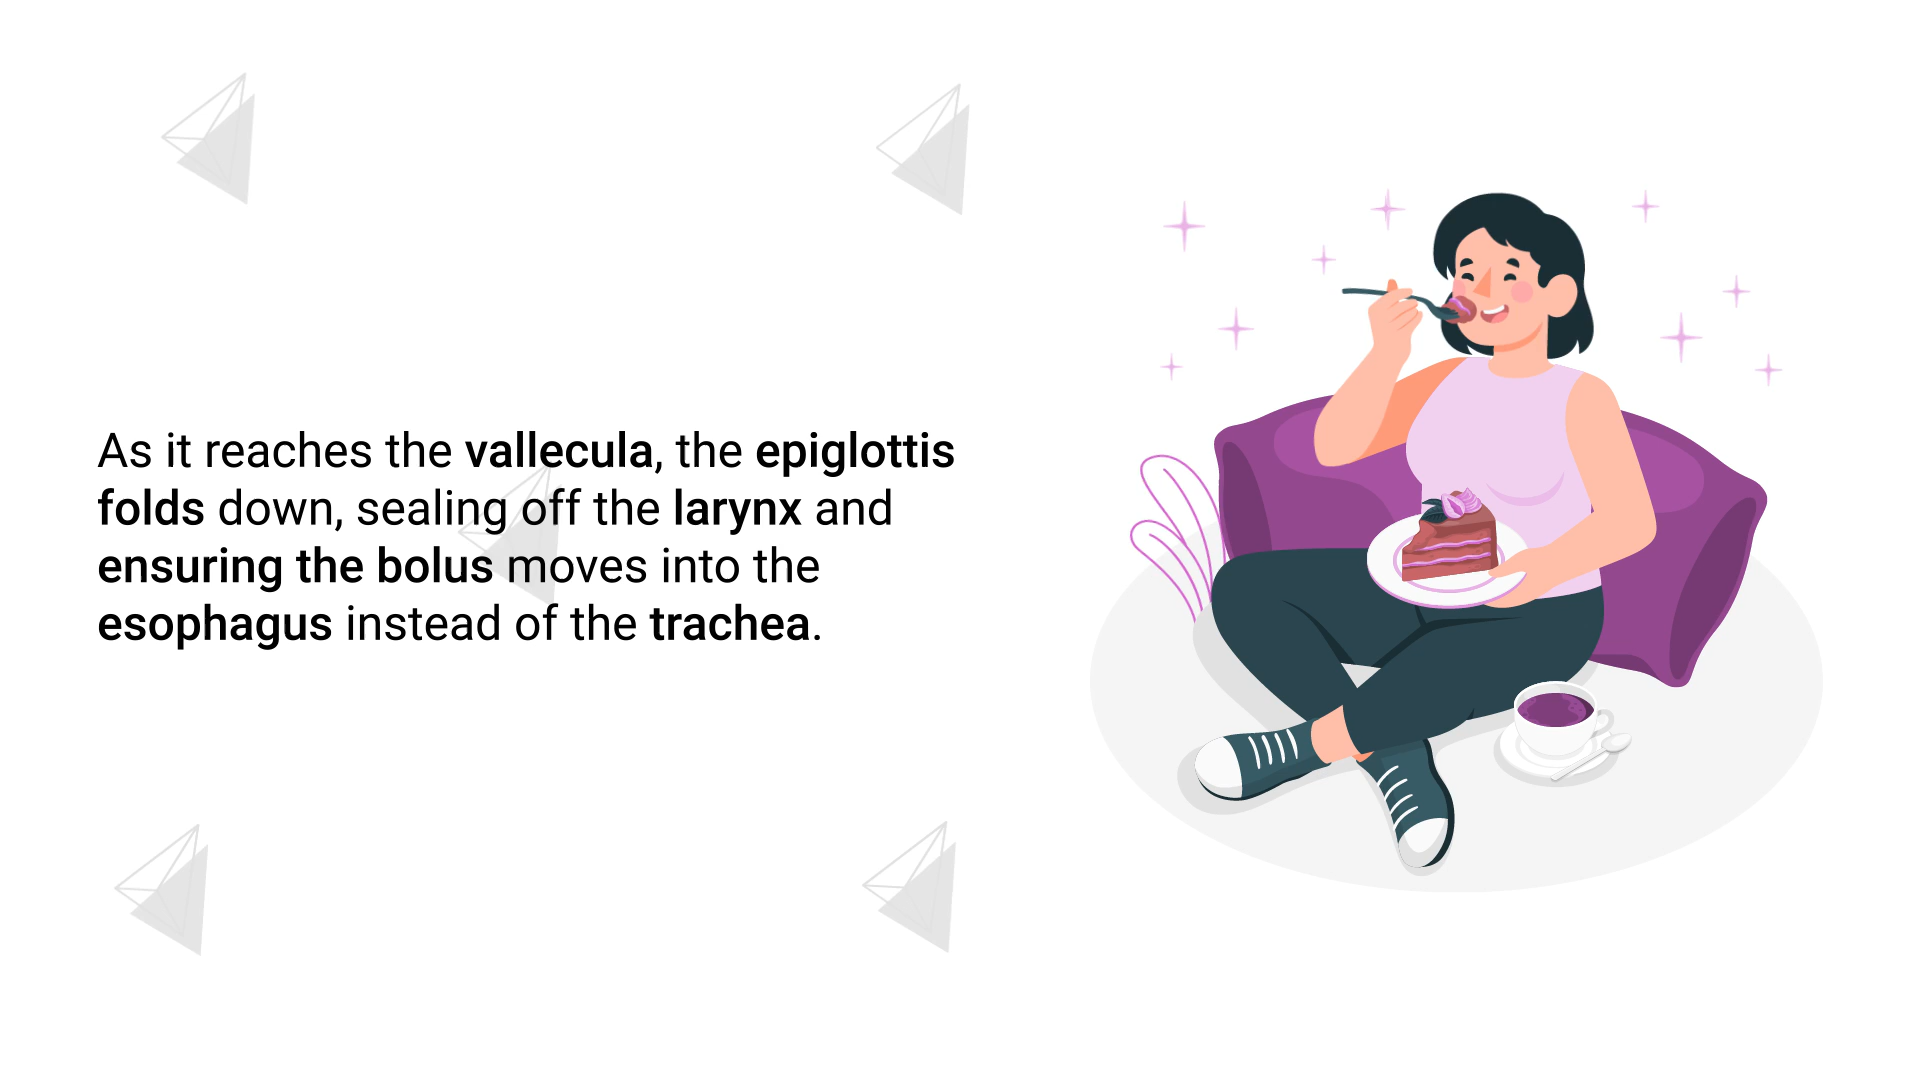 As it reaches the vallecula, the epiglottis
folds down, sealing off the larynx and
ensuring the bolus moves into the
esophagus instead of the trachea.